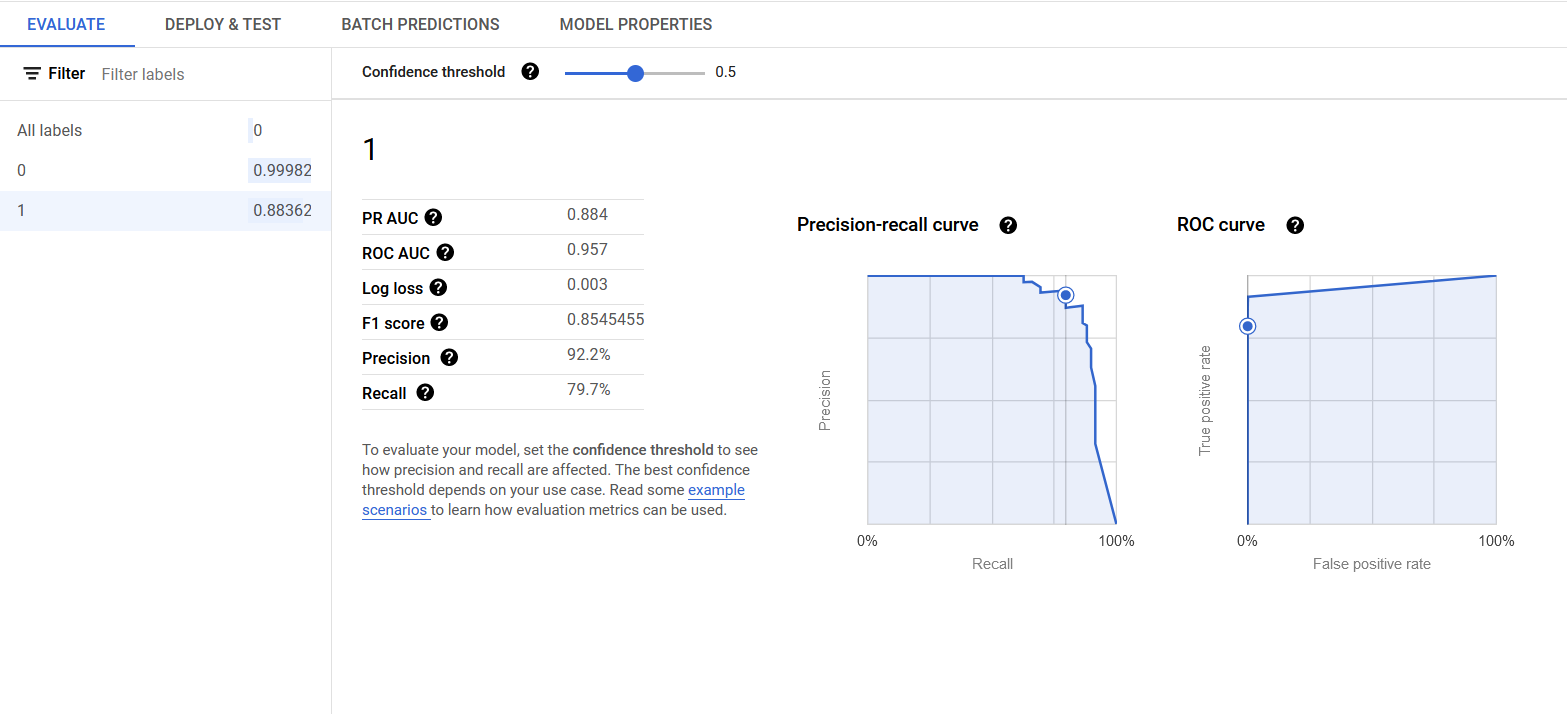 EVALUATE DEPLOY & TEST BATCH PREDICTIONS MODEL PROPERTIES
Filter Filter labels
Confidence threshold ? 0.5
All labels 0
0 0.99982
1 0.88362
1
PR AUC ? 0.884
ROC AUC ? 0.957
Log loss ? 0.003
F1 score ? 0.8545455
Precision ? 92.2%
Recall ? 79.7%
To evaluate your model, set the confidence threshold to see
how precision and recall are affected. The best confidence
threshold depends on your use case. Read some example
scenarios to learn how evaluation metrics can be used.
Precision-recall curve ?
Precision
0% 100%
Recall
ROC curve ?
True positive rate
0% 100%
False positive rate